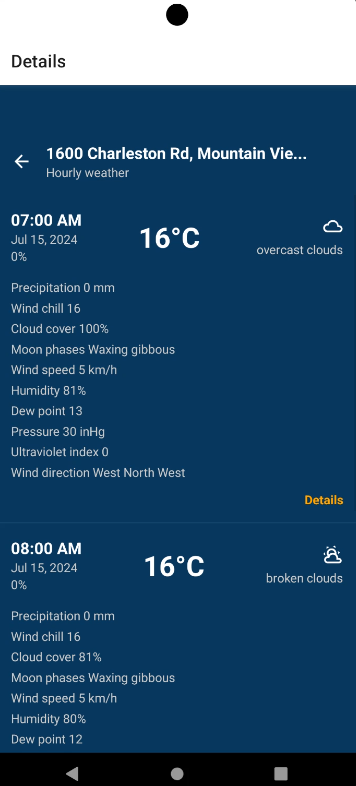 Details
1600 Charleston Rd, Mountain Vie...
Hourly weather
07:00 AM
Jul 15, 2024
0%
16°C
overcast clouds
Precipitation 0 mm
Wind chill 16
Cloud cover 100%
Moon phases Waxing gibbous
Wind speed 5 km/h
Humidity 81%
Dew point 13
Pressure 30 inHg
Ultraviolet index 0
Wind direction West North West
Details
08:00 AM
Jul 15, 2024
0%
16°C
broken clouds
Precipitation 0 mm
Wind chill 16
Cloud cover 81%
Moon phases Waxing gibbous
Wind speed 5 km/h
Humidity 80%
Dew point 12